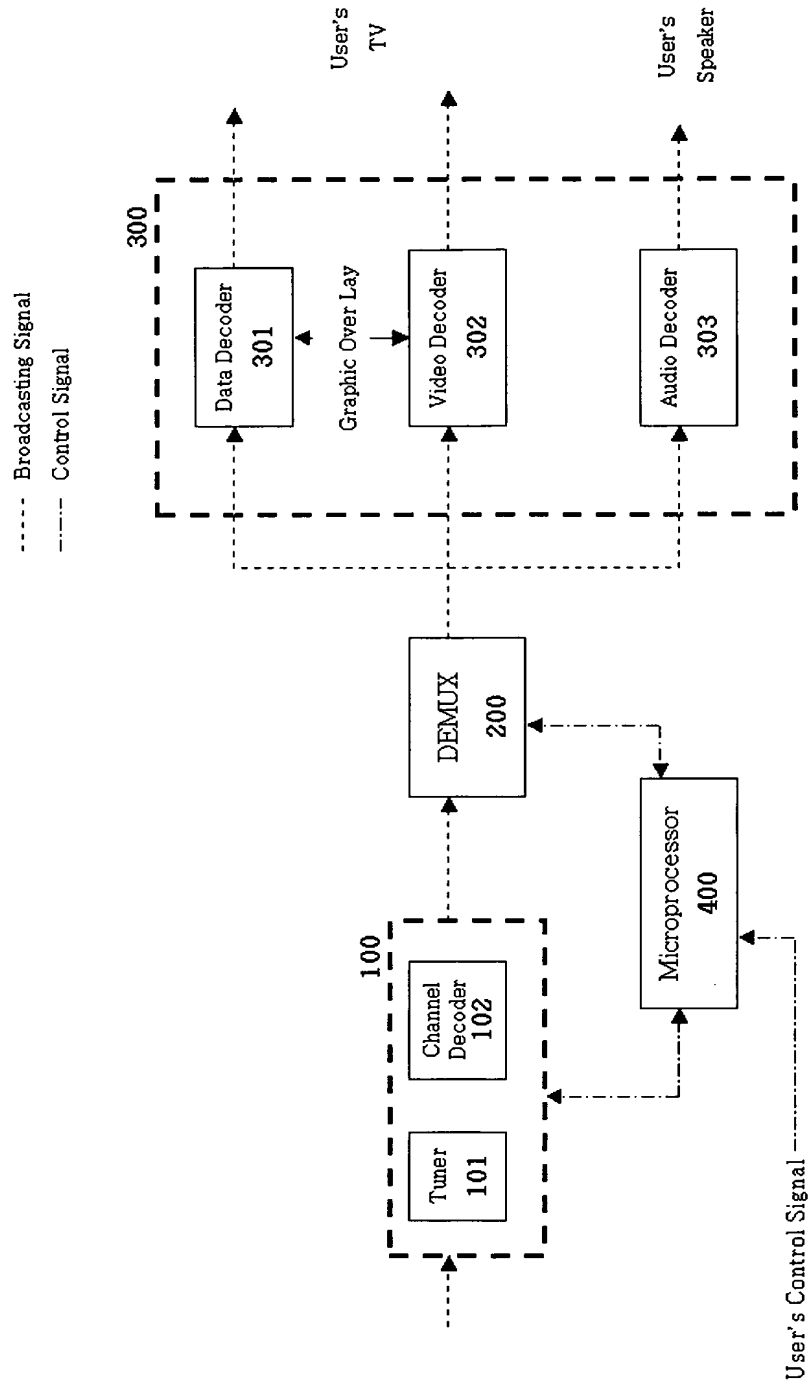 ---- Broadcasting Signal
—·— Control Signal
100
Tuner
101
Channel
Decoder
102
DEMUX
200
300
Data Decoder
301
Graphic Over Lay
Video Decoder
302
Audio Decoder
303
User's
TV
User's
Speaker
Microprocessor
400
User's Control Signal